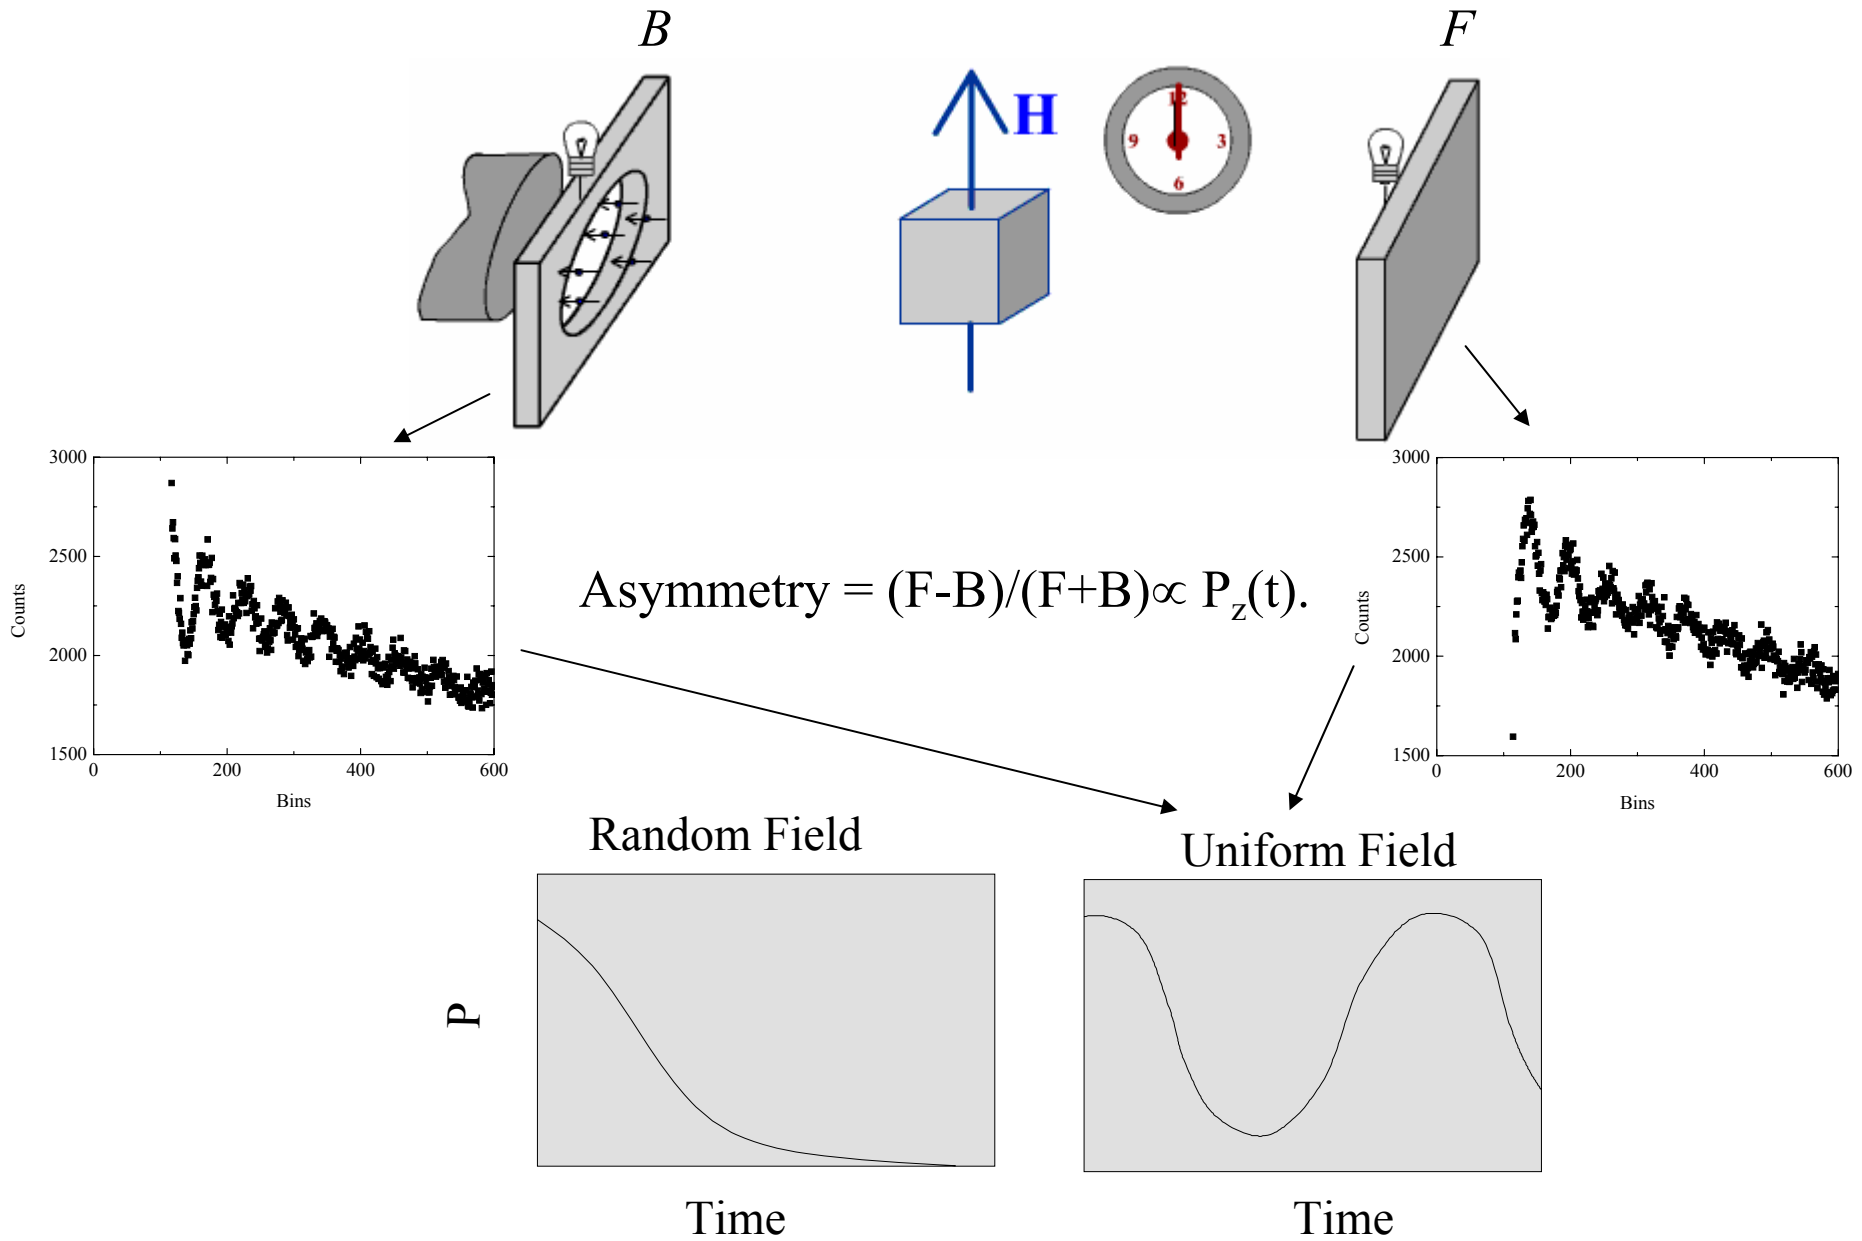 B
F
H
12
9
3
6
3000
2500
2000
1500
0
200
400
600
Counts
Bins
Asymmetry = (F-B)/(F+B)∝ P_z(t).
3000
2500
2000
1500
0
200
400
600
Counts
Bins
Random Field
Uniform Field
P
Time
Time